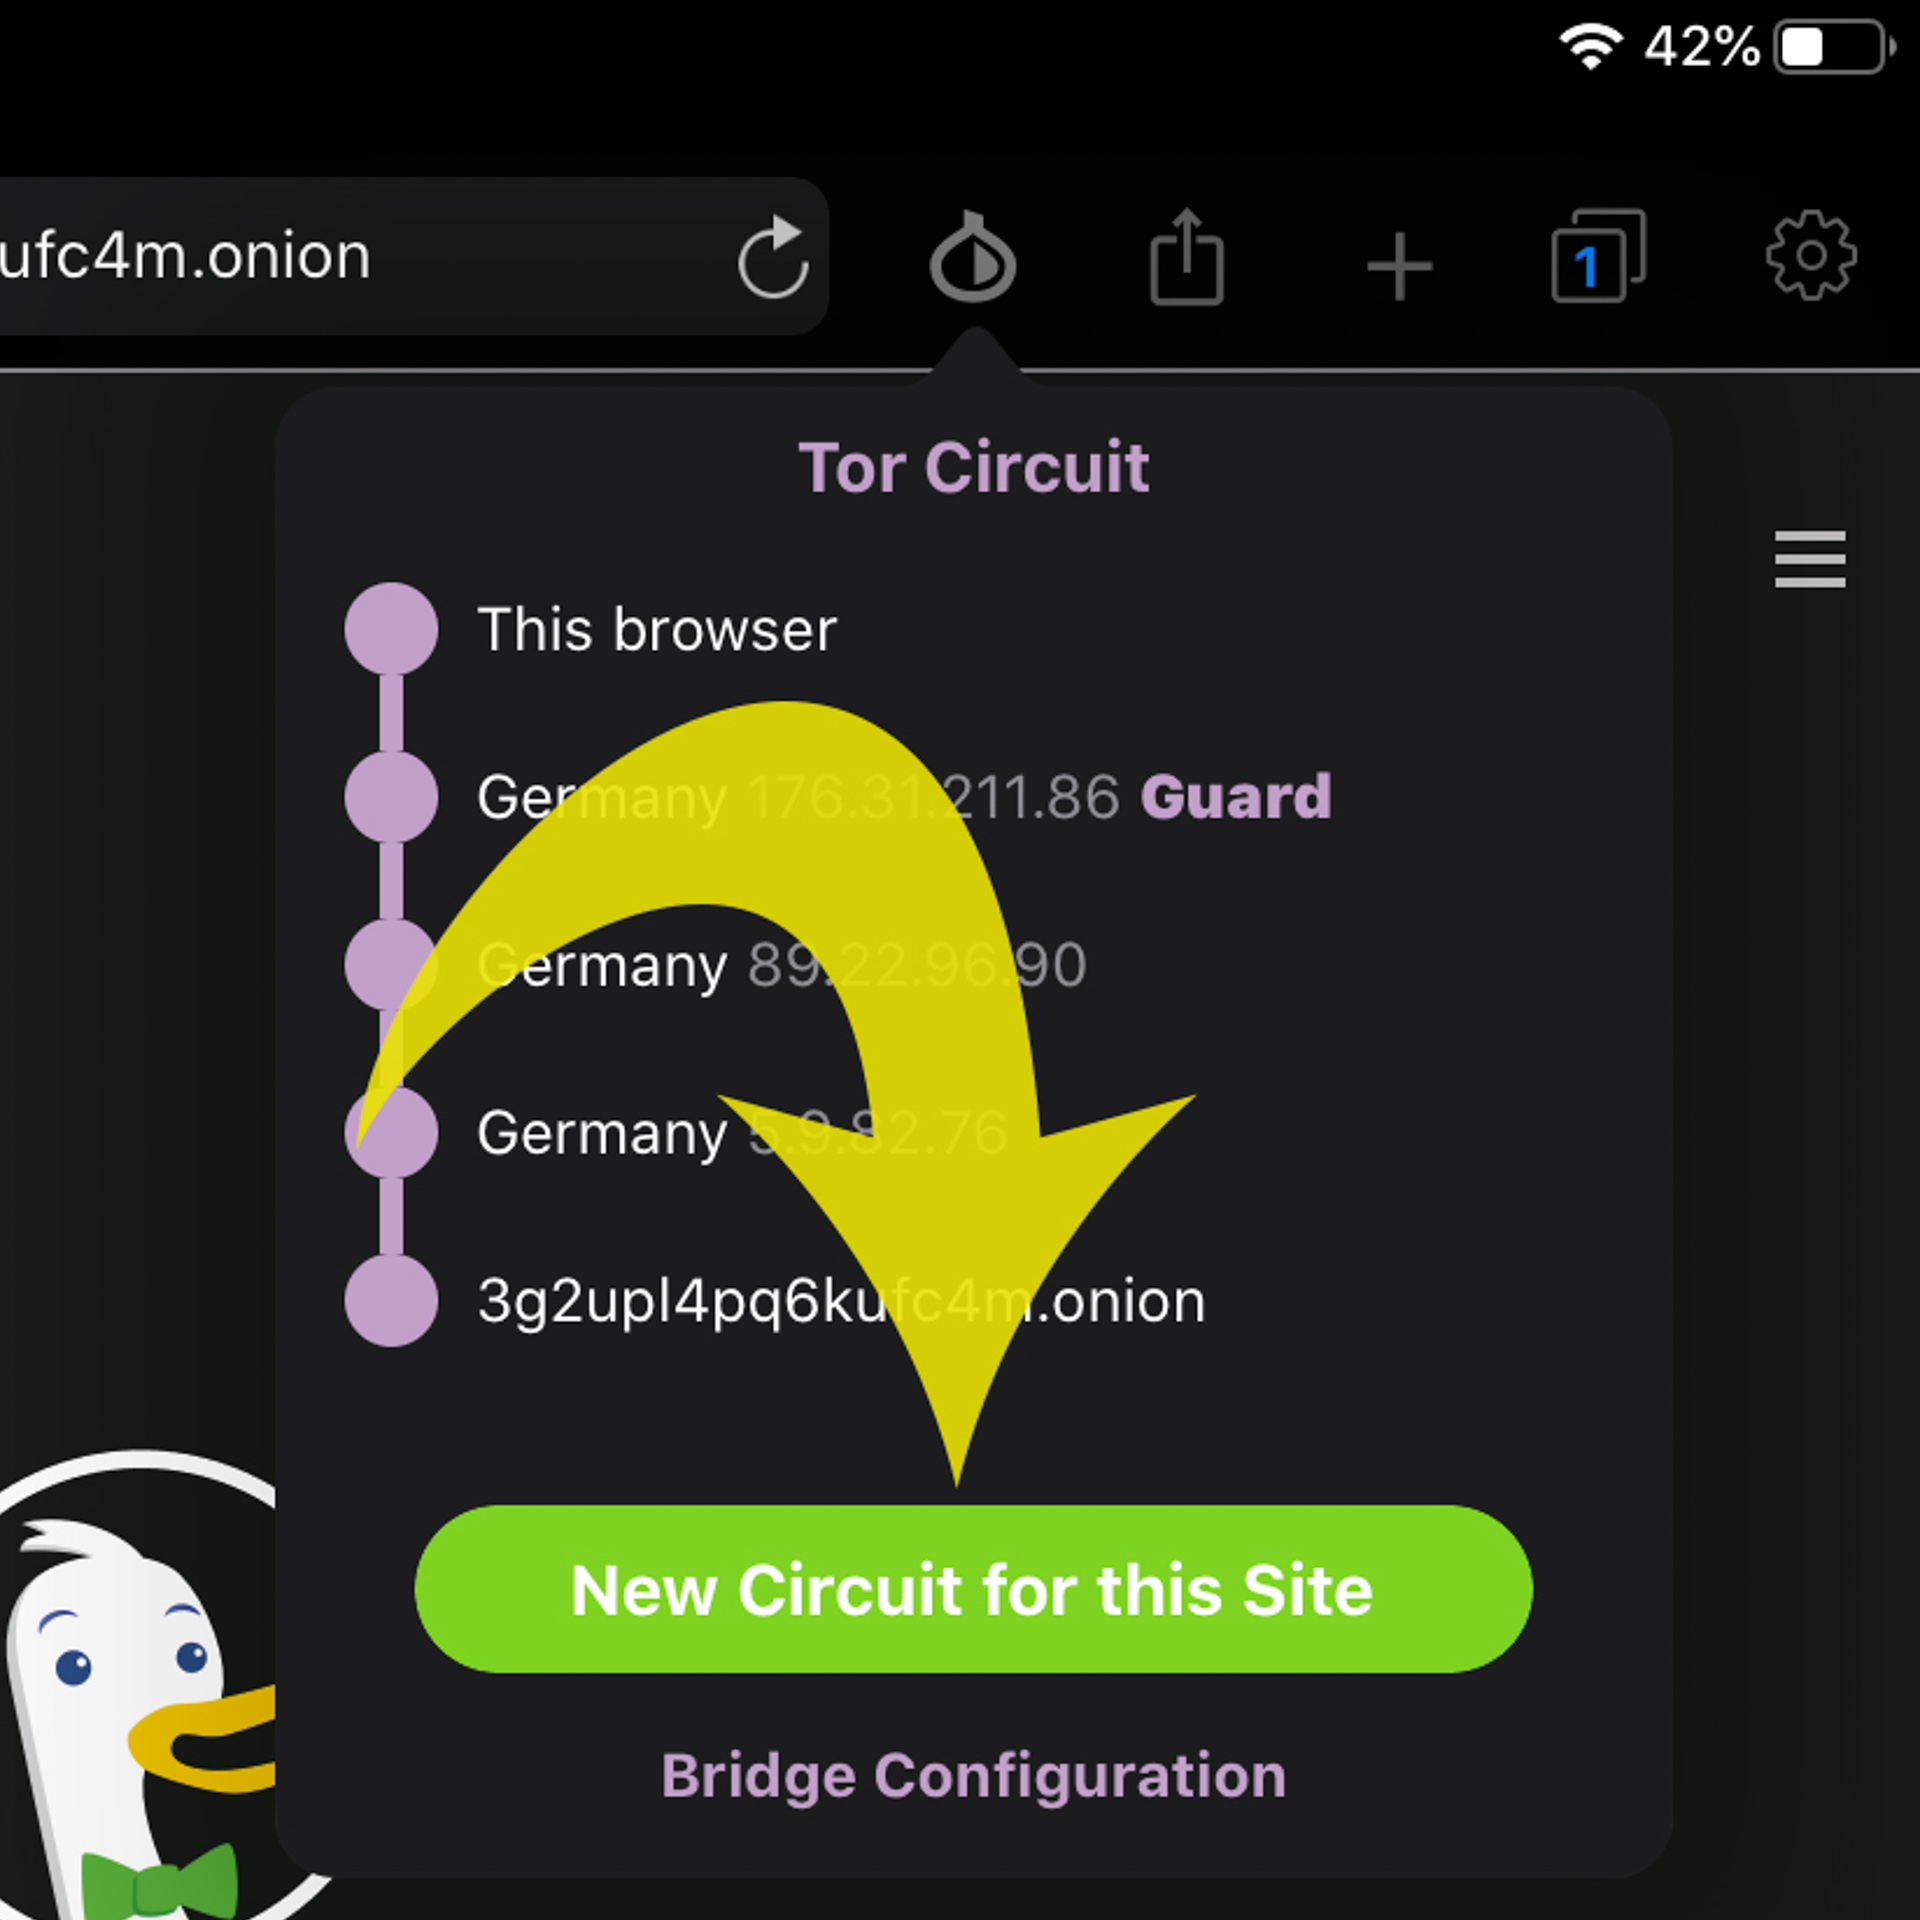 42%
ufc4m.onion
1
Tor Circuit
This browser
Germany 176.31.211.86 Guard
Germany 89.22.96.90
Germany 5.9.82.76
3g2upl4pq6kufc4m.onion
New Circuit for this Site
Bridge Configuration